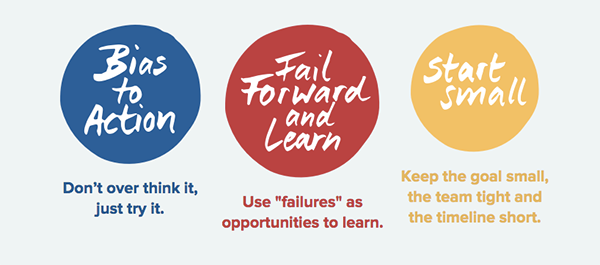 Bias
to
Action
Don't over think it,
just try it.
Fail
Forward
and
Learn
Use "failures" as
opportunities to learn.
Start
small
Keep the goal small,
the team tight and
the timeline short.